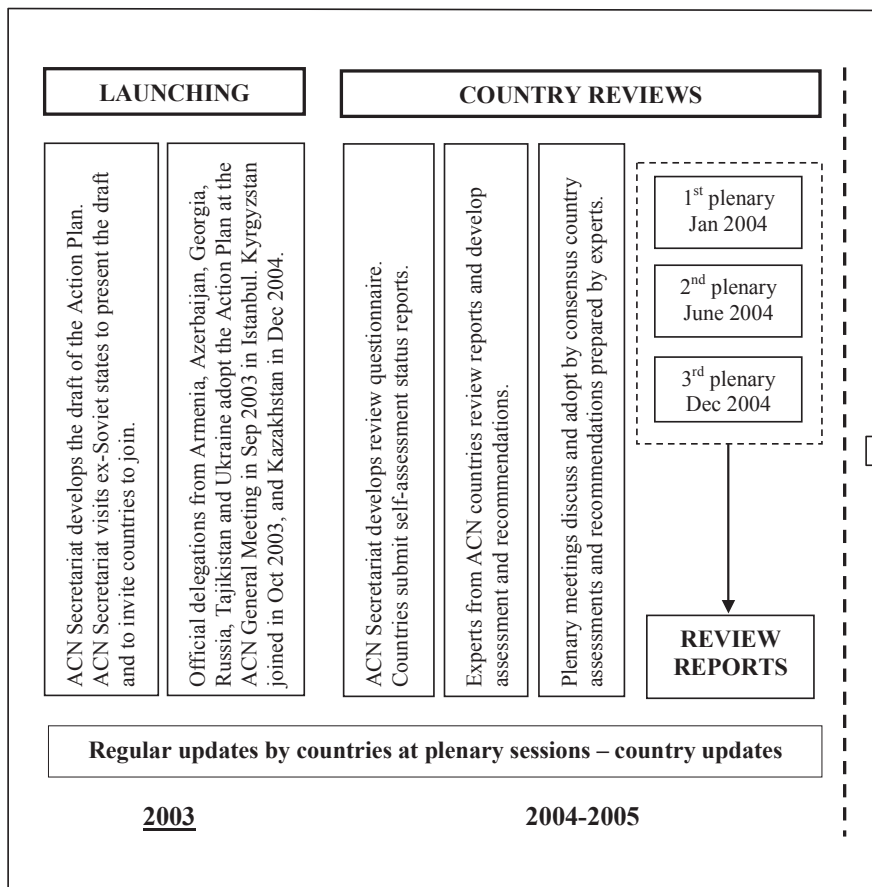 LAUNCHING
COUNTRY REVIEWS
ACN Secretariat develops the draft of the Action Plan.
ACN Secretariat visits ex-Soviet states to present the draft
and to invite countries to join.
Official delegations from Armenia, Azerbaijan, Georgia,
Russia, Tajikistan and Ukraine adopt the Action Plan at the
ACN General Meeting in Sep 2003 in Istanbul. Kyrgyzstan
joined in Oct 2003, and Kazakhstan in Dec 2004.
ACN Secretariat develops review questionnaire.
Countries submit self-assessment status reports.
Experts from ACN countries review reports and develop
assessment and recommendations.
Plenary meetings discuss and adopt by consensus country
assessments and recommendations prepared by experts.
1st plenary
Jan 2004
2nd plenary
June 2004
3rd plenary
Dec 2004
REVIEW
REPORTS
Regular updates by countries at plenary sessions – country updates
2003
2004-2005